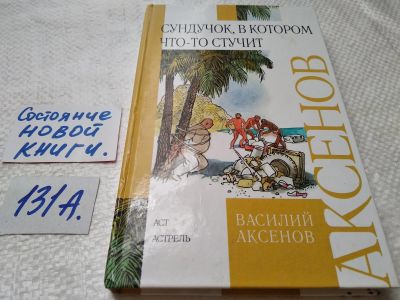 СУНДУЧОК, В КОТОРОМ
ЧТО-ТО СТУЧИТ
АКСЕНОВ
Состояние
НОВОЙ
КНИГИ.
131А.
АСТ
АСТРЕЛЬ
ВАСИЛИЙ
АКСЕНОВ